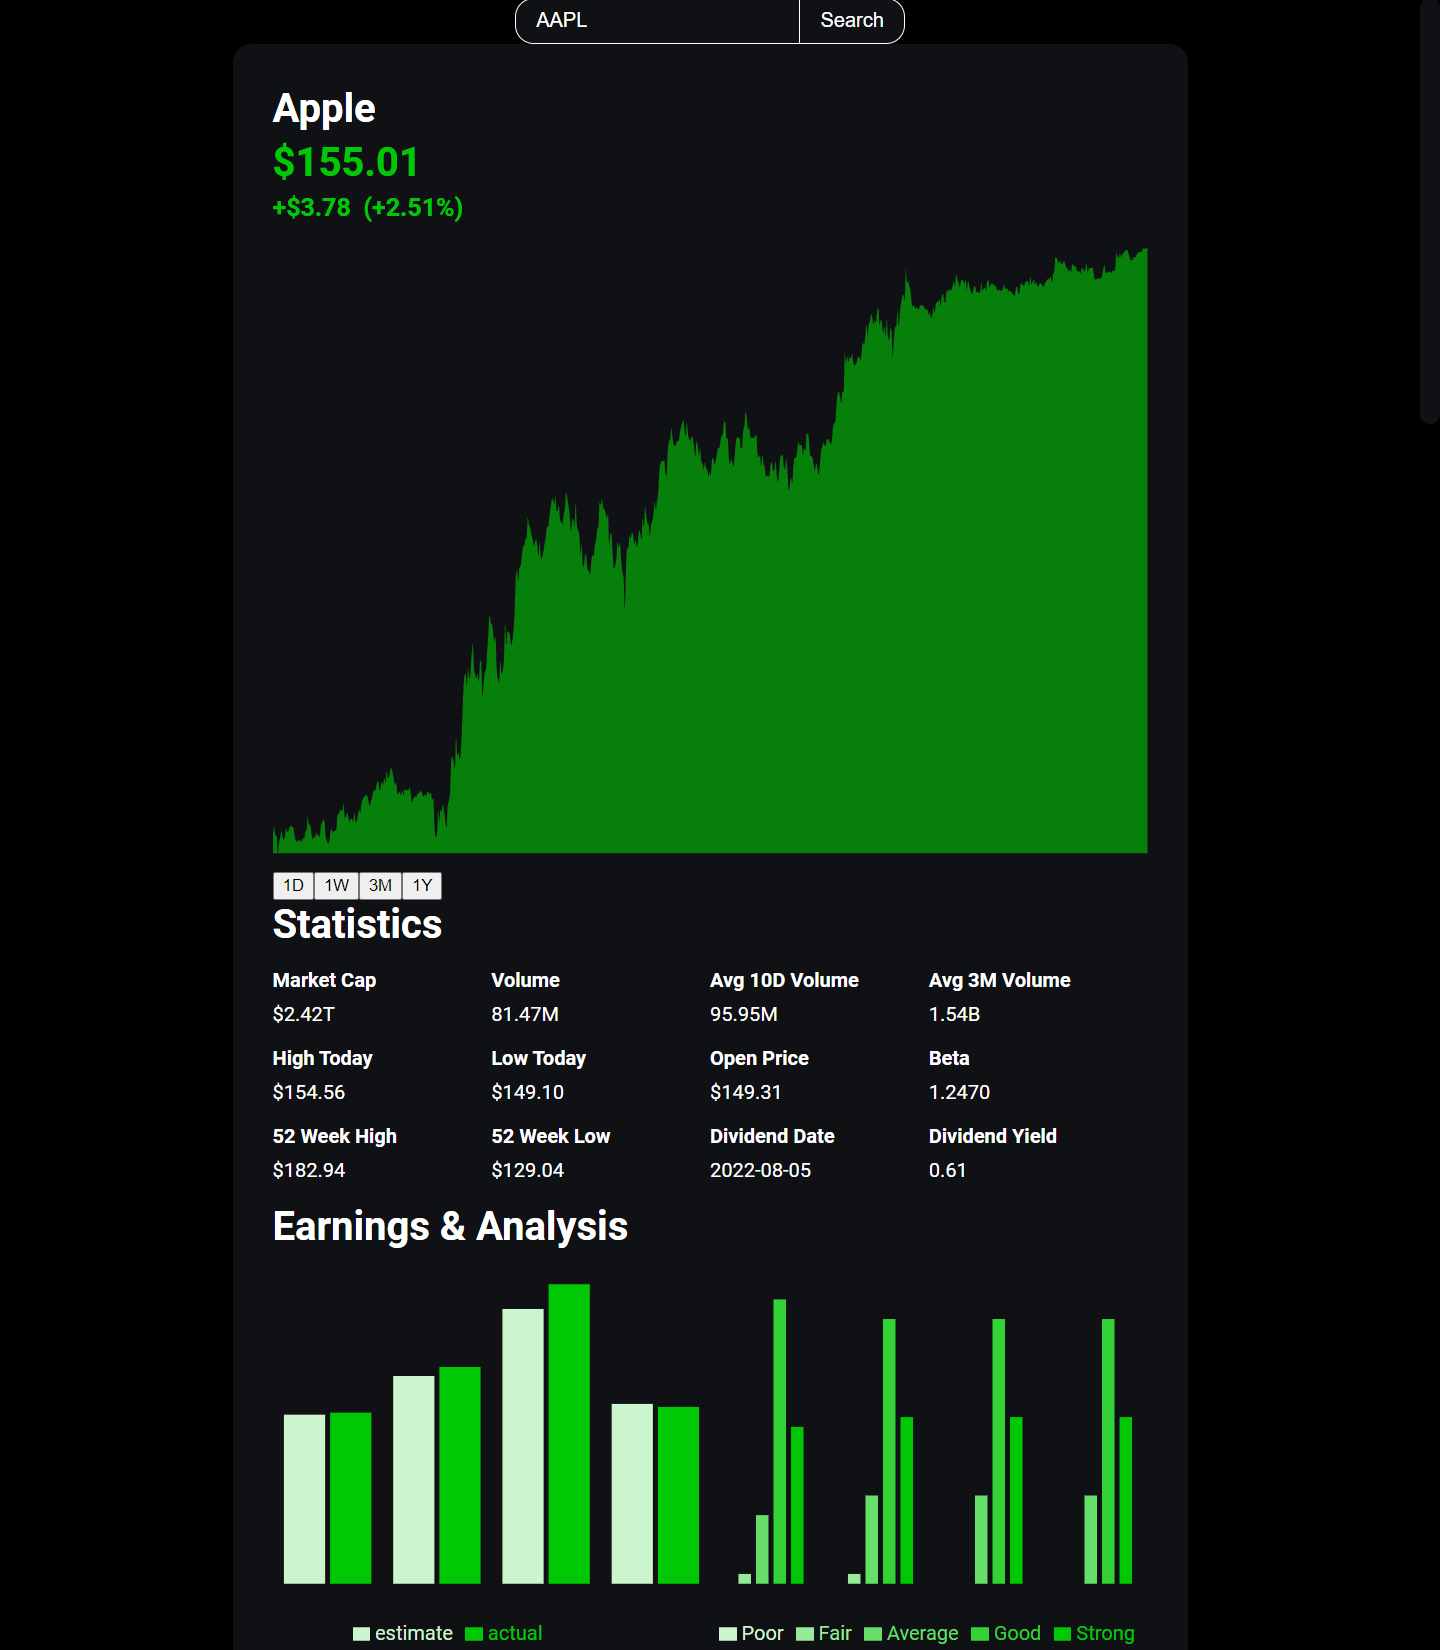 AAPL Search
Apple
$155.01
+$3.78 (+2.51%)
1D 1W 3M 1Y
Statistics
Market Cap Volume Avg 10D Volume Avg 3M Volume
$2.42T 81.47M 95.95M 1.54B
High Today Low Today Open Price Beta
$154.56 $149.10 $149.31 1.2470
52 Week High 52 Week Low Dividend Date Dividend Yield
$182.94 $129.04 2022-08-05 0.61
Earnings & Analysis
estimate actual Poor Fair Average Good Strong